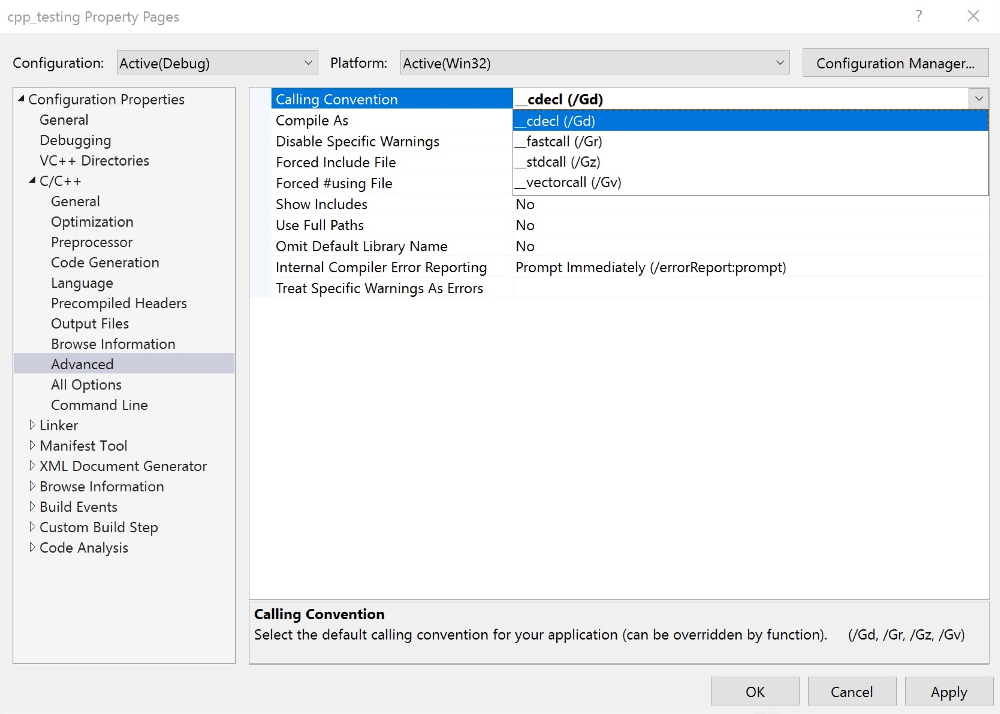 cpp_testing Property Pages
?
Configuration: Active(Debug) Platform: Active(Win32) Configuration Manager...
Configuration Properties
General
Debugging
VC++ Directories
C/C++
General
Optimization
Preprocessor
Code Generation
Language
Precompiled Headers
Output Files
Browse Information
Advanced
All Options
Command Line
Linker
Manifest Tool
XML Document Generator
Browse Information
Build Events
Custom Build Step
Code Analysis
Calling Convention __cdecl (/Gd)
Compile As
Disable Specific Warnings
Forced Include File
Forced #using File
__cdecl (/Gd)
__fastcall (/Gr)
__stdcall (/Gz)
__vectorcall (/Gv)
Show Includes No
Use Full Paths No
Omit Default Library Name No
Internal Compiler Error Reporting Prompt Immediately (/errorReport:prompt)
Treat Specific Warnings As Errors
Calling Convention
Select the default calling convention for your application (can be overridden by function). (/Gd, /Gr, /Gz, /Gv)
OK Cancel Apply